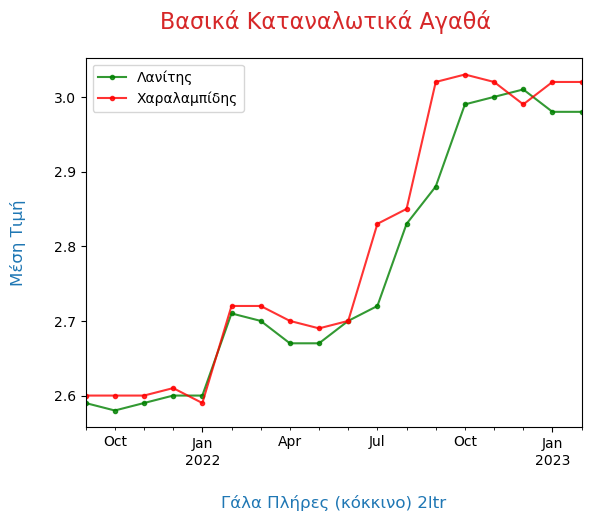 Βασικά Καταναλωτικά Αγαθά
Λανίτης
Χαραλαμπίδης
Μέση Τιμή
3.0
2.9
2.8
2.7
2.6
Oct
Jan
2022
Apr
Jul
Oct
Jan
2023
Γάλα Πλήρες (κόκκινο) 2ltr